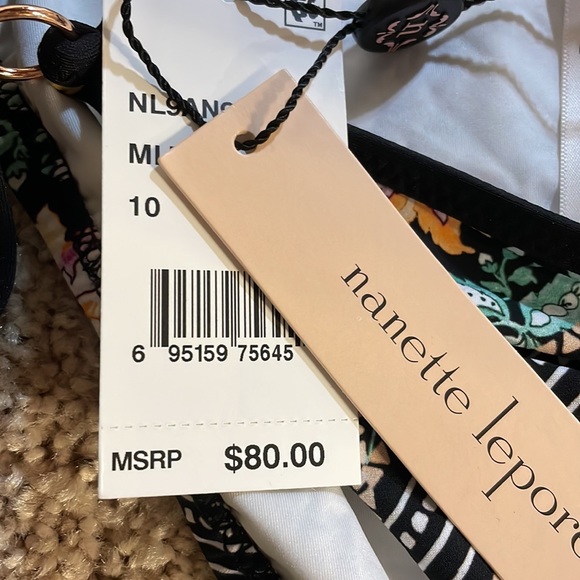 NL9AN
10
6 95159 75645
MSRP $80.00
nanette lepore